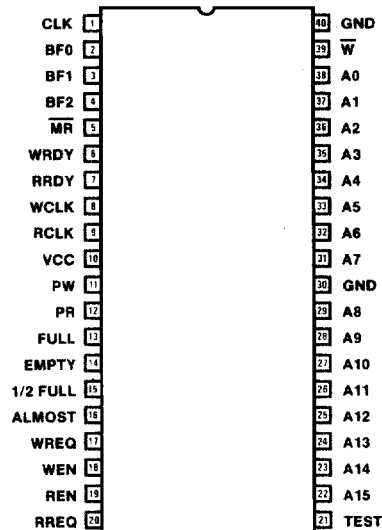 CLK 1 40 GND
BF0 2 39 W̅
BF1 3 38 A0
BF2 4 37 A1
M̅R̅ 5 36 A2
WRDY 6 35 A3
RRDY 7 34 A4
WCLK 8 33 A5
RCLK 9 32 A6
VCC 10 31 A7
PW 11 30 GND
PR 12 29 A8
FULL 13 28 A9
EMPTY 14 27 A10
1/2 FULL 15 26 A11
ALMOST 16 25 A12
WREQ 17 24 A13
WEN 18 23 A14
REN 19 22 A15
RREQ 20 21 TEST